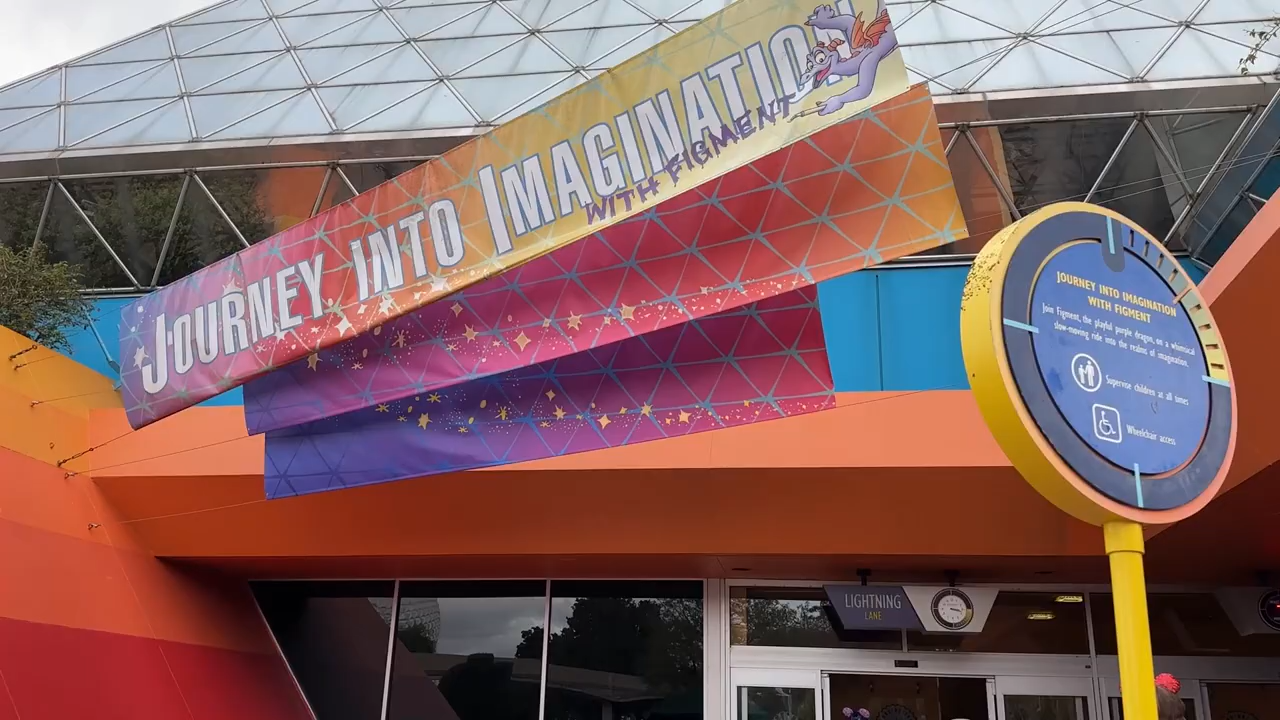 JOURNEY INTO IMAGINATION
WITH FIGMENT
JOURNEY INTO IMAGINATION
WITH FIGMENT
Join Figment, the playful purple dragon, on a whimsical
slow-moving ride into the realms of imagination.
Supervise children at all times
Wheelchair access
LIGHTNING
LANE